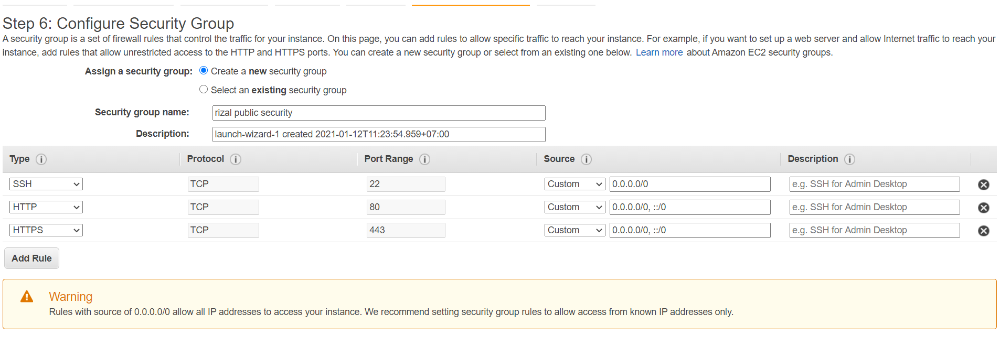 Step 6: Configure Security Group
A security group is a set of firewall rules that control the traffic for your instance. On this page, you can add rules to allow specific traffic to reach your instance. For example, if you want to set up a web server and allow Internet traffic to reach your
instance, add rules that allow unrestricted access to the HTTP and HTTPS ports. You can create a new security group or select from an existing one below. Learn more about Amazon EC2 security groups.
Assign a security group: Create a new security group
Select an existing security group
Security group name: rizal public security
Description: launch-wizard-1 created 2021-01-12T11:23:54.959+07:00
Type i Protocol i Port Range i Source i Description i
SSH TCP 22 Custom 0.0.0.0/0 e.g. SSH for Admin Desktop
HTTP TCP 80 Custom 0.0.0.0/0, ::/0 e.g. SSH for Admin Desktop
HTTPS TCP 443 Custom 0.0.0.0/0, ::/0 e.g. SSH for Admin Desktop
Add Rule
Warning
Rules with source of 0.0.0.0/0 allow all IP addresses to access your instance. We recommend setting security group rules to allow access from known IP addresses only.